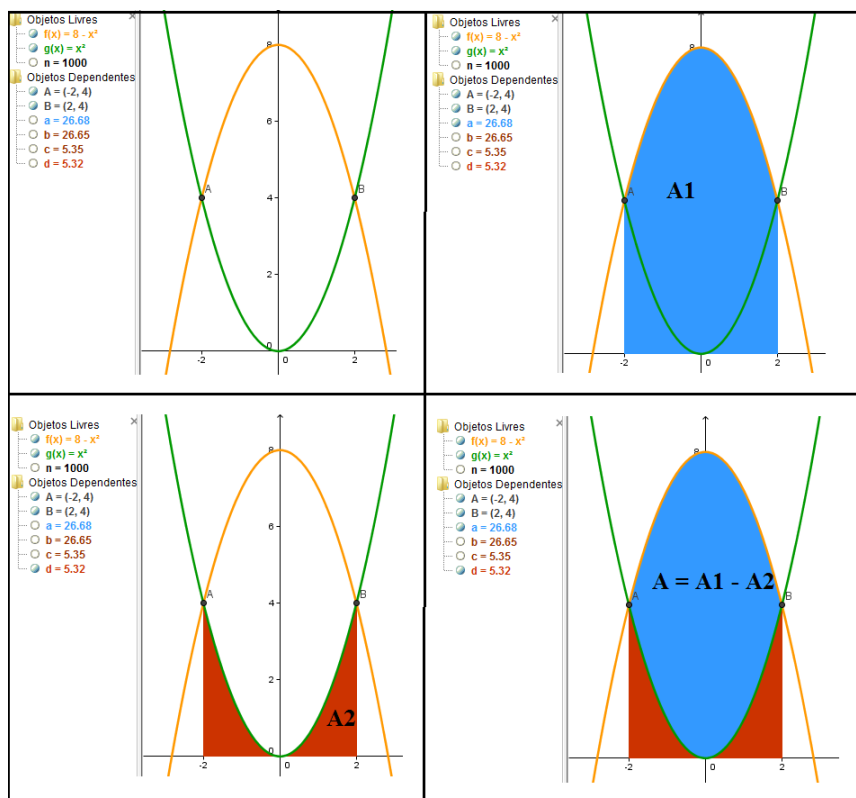 Objetos Livres
f(x) = 8 - x²
g(x) = x²
n = 1000
Objetos Dependentes
A = (-2, 4)
B = (2, 4)
a = 26.68
b = 26.65
c = 5.35
d = 5.32
8
6
4
2
0
-2
0
2
A
B
Objetos Livres
f(x) = 8 - x²
g(x) = x²
n = 1000
Objetos Dependentes
A = (-2, 4)
B = (2, 4)
a = 26.68
b = 26.65
c = 5.35
d = 5.32
8
A
B
A1
-2
0
2
Objetos Livres
f(x) = 8 - x²
g(x) = x²
n = 1000
Objetos Dependentes
A = (-2, 4)
B = (2, 4)
a = 26.68
b = 26.65
c = 5.35
d = 5.32
8
6
4
2
0
A
B
A2
-2
0
2
Objetos Livres
f(x) = 8 - x²
g(x) = x²
n = 1000
Objetos Dependentes
A = (-2, 4)
B = (2, 4)
a = 26.68
b = 26.65
c = 5.35
d = 5.32
8
A = A1 - A2
A
B
-2
0
2